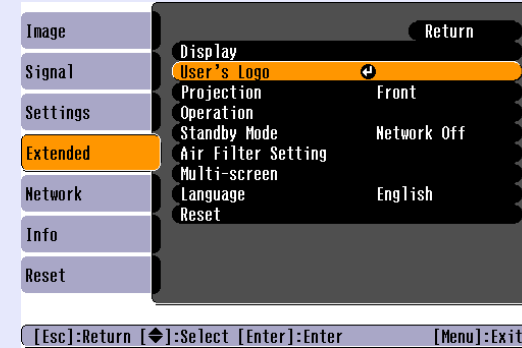 Image
Signal
Settings
Extended
Network
Info
Reset
Return
Display
User's Logo
Projection Front
Operation
Standby Mode Network Off
Air Filter Setting
Multi-screen
Language English
Reset
[Esc]:Return [◆]:Select [Enter]:Enter [Menu]:Exit